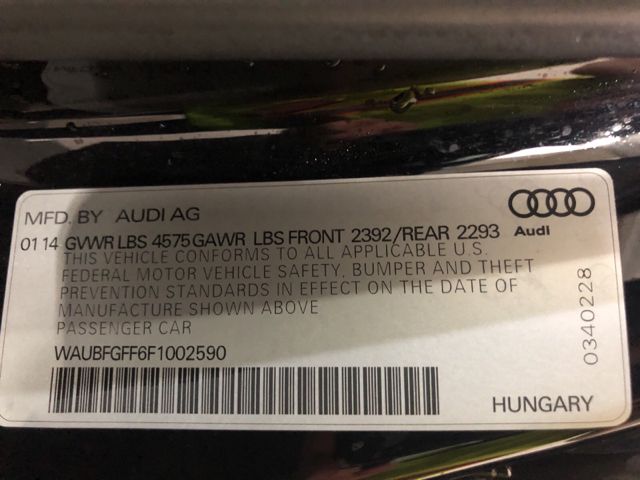 MFD. BY AUDI AG
Audi
01 14 GVWR LBS 4575 GAWR LBS FRONT 2392/REAR 2293
THIS VEHICLE CONFORMS TO ALL APPLICABLE U.S.
FEDERAL MOTOR VEHICLE SAFETY, BUMPER AND THEFT
PREVENTION STANDARDS IN EFFECT ON THE DATE OF
MANUFACTURE SHOWN ABOVE
PASSENGER CAR
WAUBFGFF6F1002590
HUNGARY
0340228